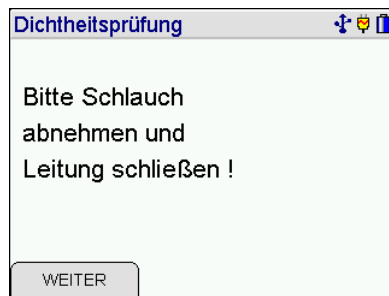 Dichtheitsprüfung
Bitte Schlauch
abnehmen und
Leitung schließen !
WEITER